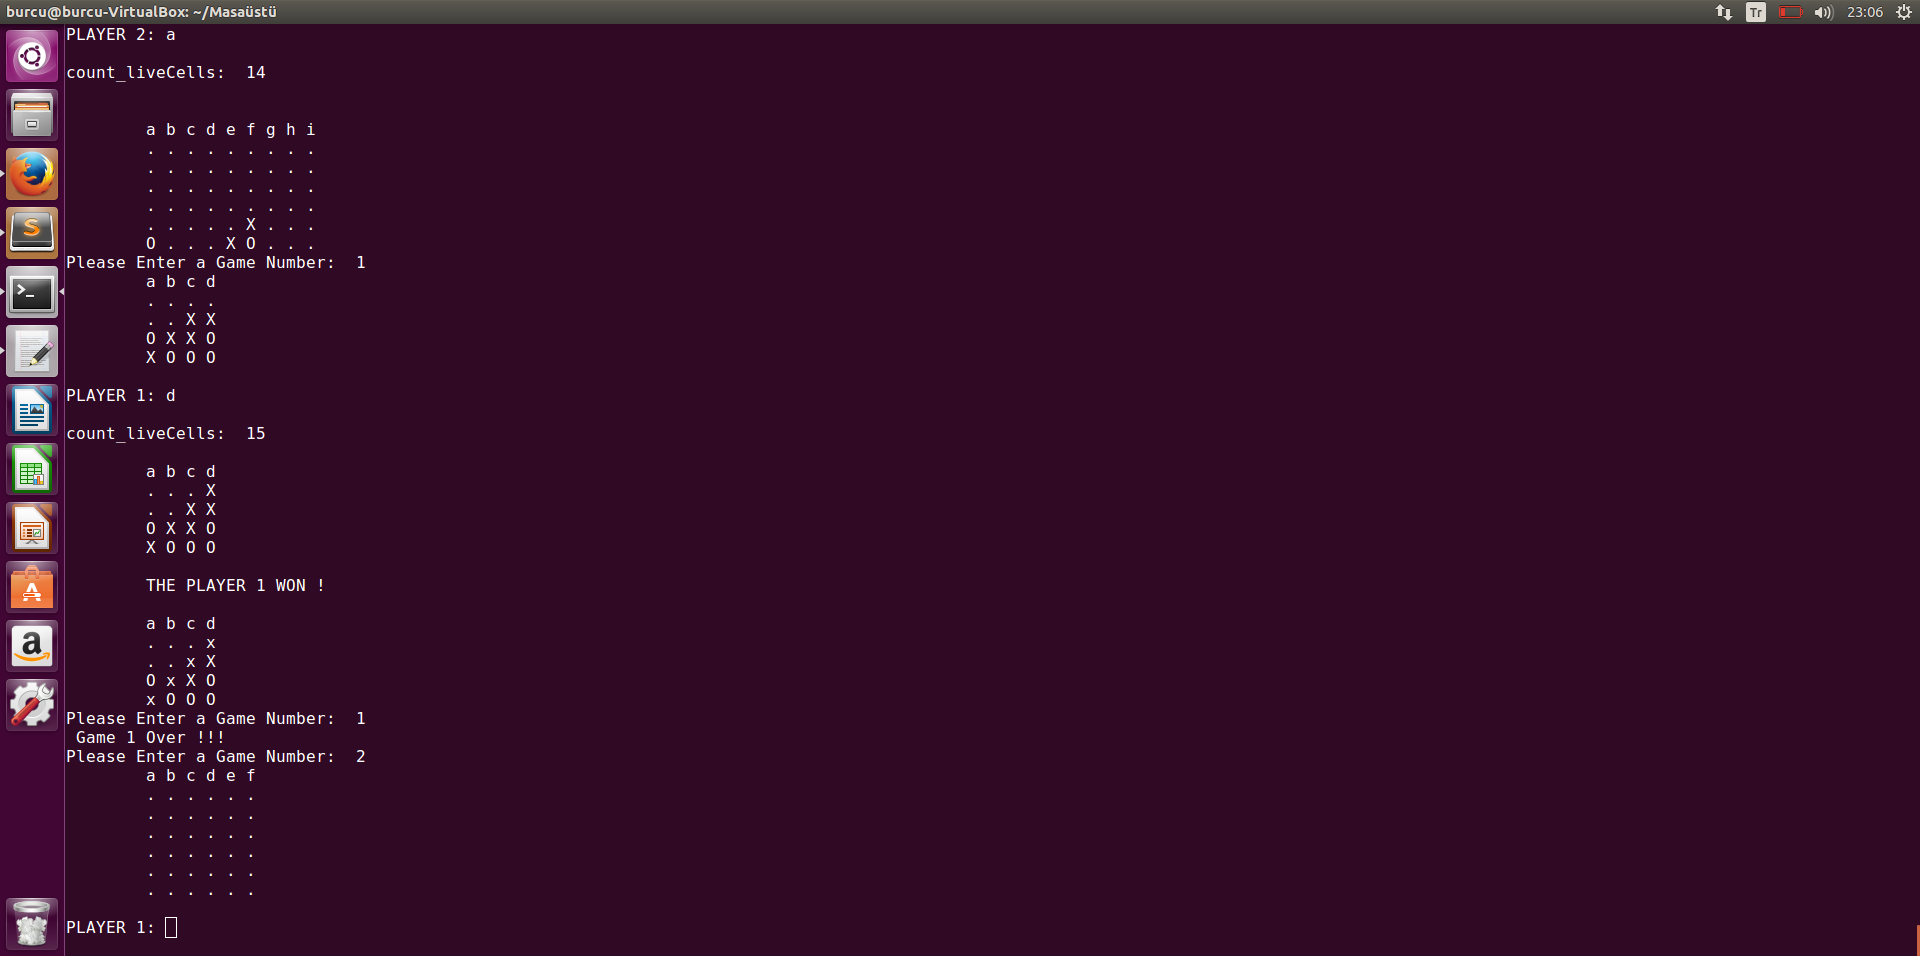 burcu@burcu-VirtualBox: ~/Masaüstü Tr 23:06
PLAYER 2: a
count_liveCells:  14
a b c d e f g h i
. . . . . . . . .
. . . . . . . . .
. . . . . . . . .
. . . . . . . . .
. . . . . X . . .
O . . . X O . . .
Please Enter a Game Number:  1
a b c d
. . . .
. . X X
O X X O
X O O O
PLAYER 1: d
count_liveCells:  15
a b c d
. . . X
. . X X
O X X O
X O O O
THE PLAYER 1 WON !
a b c d
. . . x
. . x X
O x X O
x O O O
Please Enter a Game Number:  1
Game 1 Over !!!
Please Enter a Game Number:  2
a b c d e f
. . . . . .
. . . . . .
. . . . . .
. . . . . .
. . . . . .
. . . . . .
PLAYER 1: